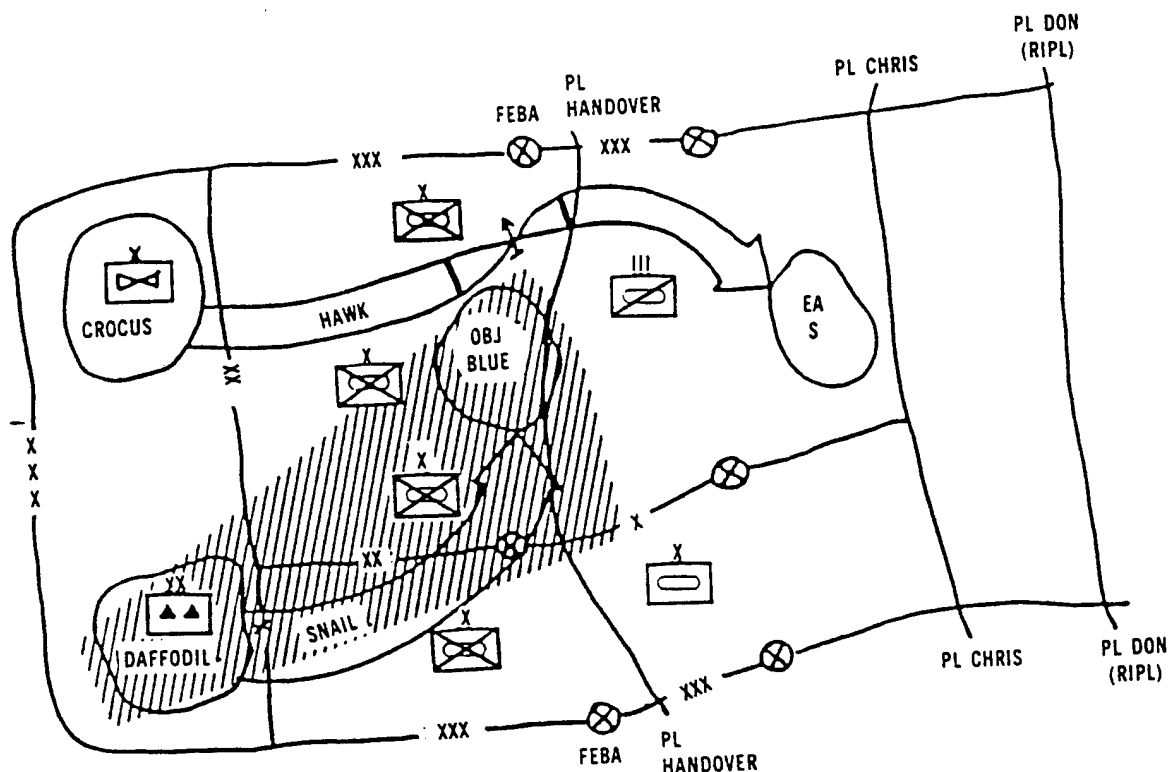 PL DON
(RIPL)
PL CHRIS
PL
HANDOVER
FEBA
XXX
XXX
X
X
III
CROCUS
HAWK
OBJ
BLUE
EA
S
XX
X
X
X
X
X
X
XX
X
X
XX
SNAIL
X
DAFFODIL
PL CHRIS
PL DON
(RIPL)
XXX
XXX
FEBA
PL
HANDOVER